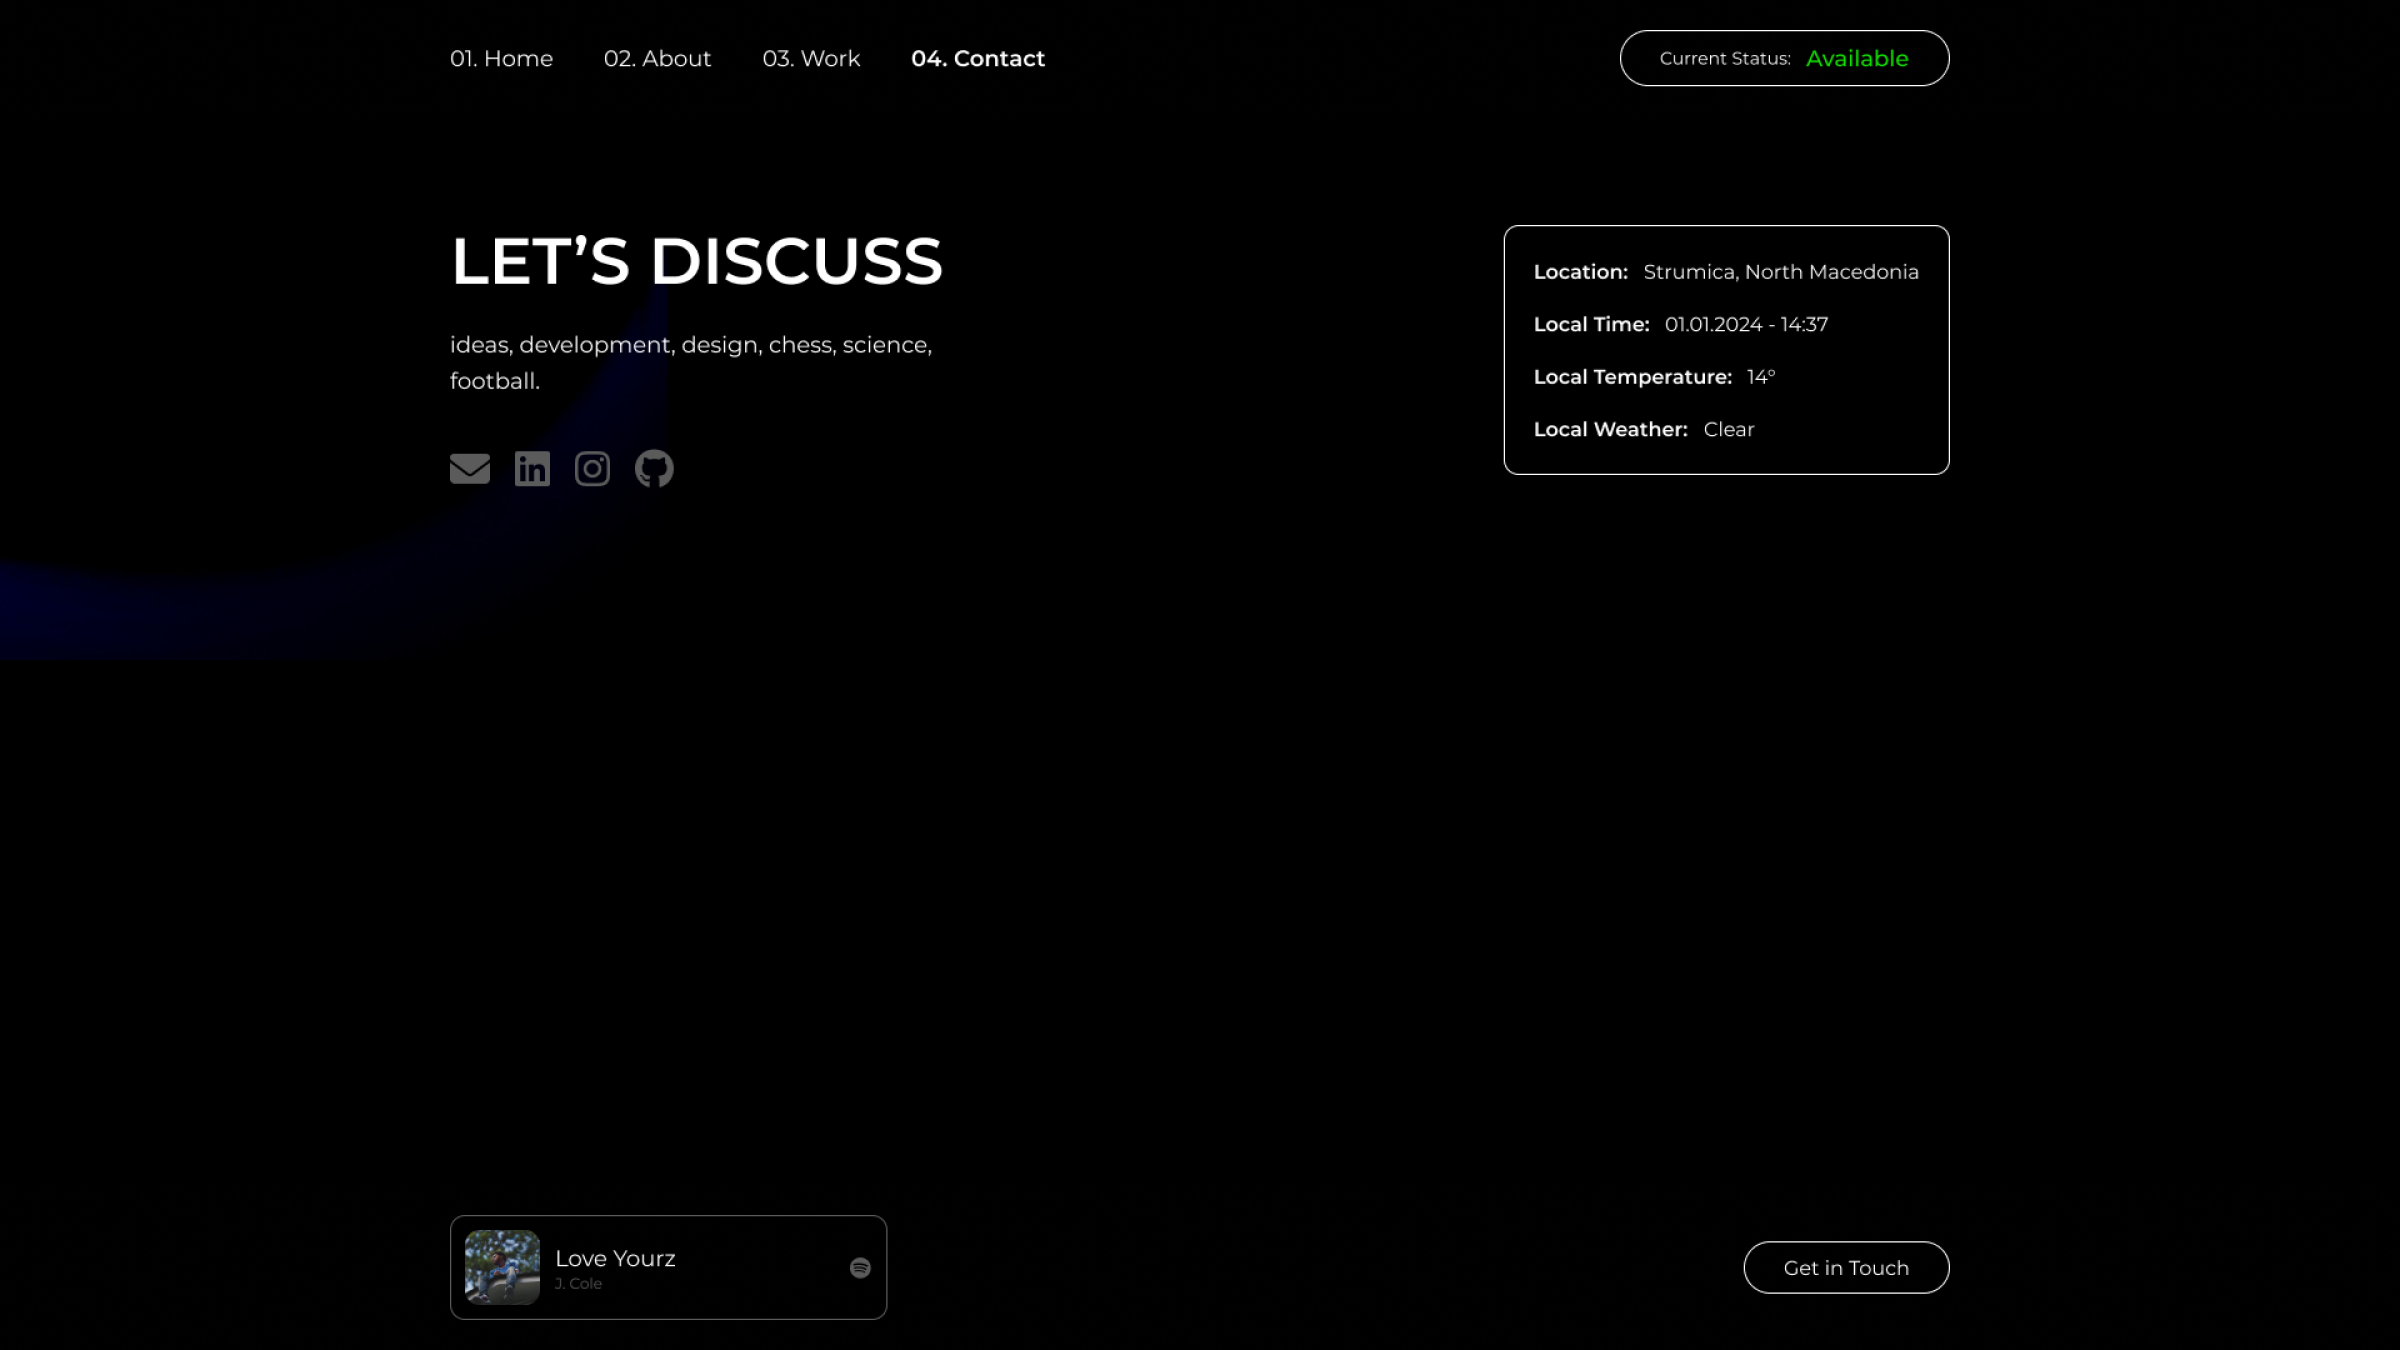 01. Home 02. About 03. Work 04. Contact Current Status: Available
LET’S DISCUSS
ideas, development, design, chess, science,
football.
in
Location: Strumica, North Macedonia
Local Time: 01.01.2024 - 14:37
Local Temperature: 14°
Local Weather: Clear
Love Yourz
J. Cole
Get in Touch